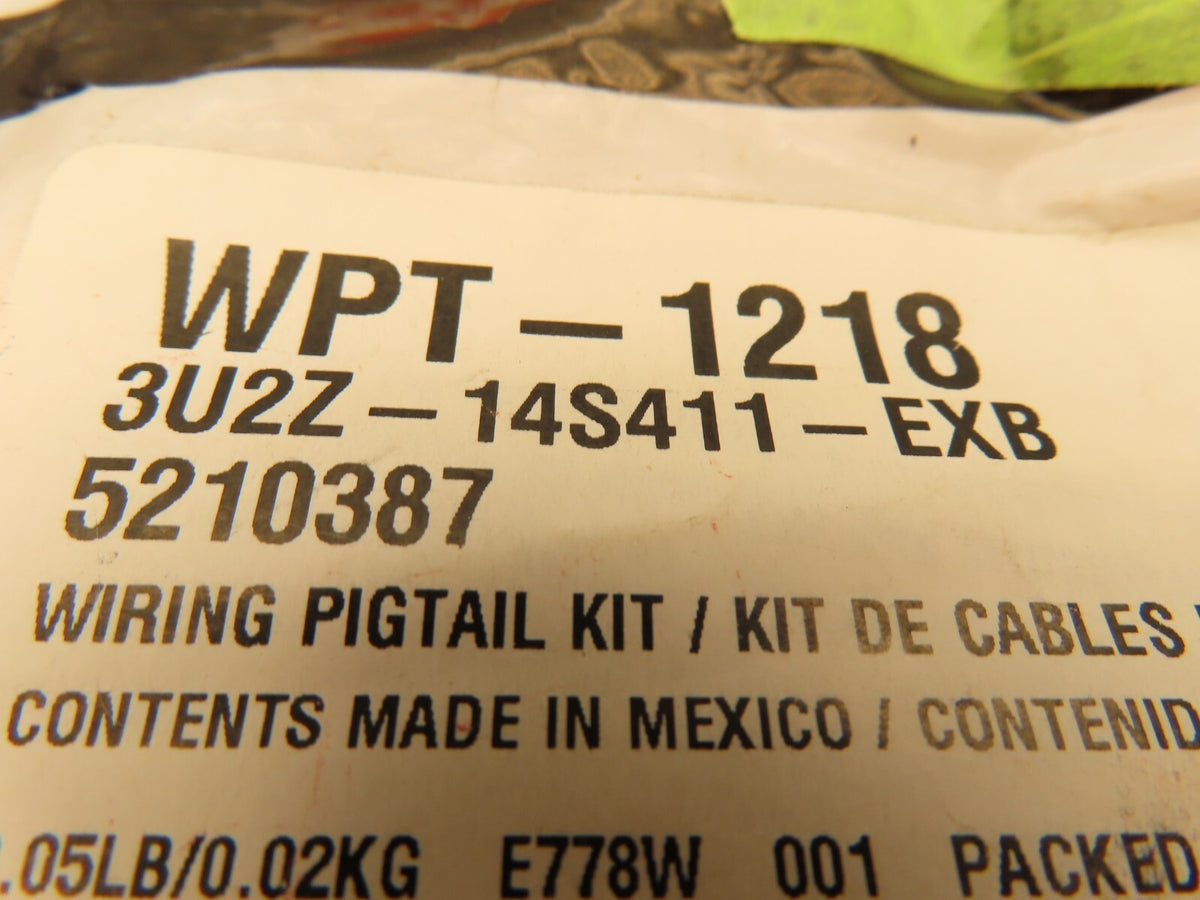 WPT-1218
3U2Z-14S411-EXB
5210387
WIRING PIGTAIL KIT / KIT DE CABLES
CONTENTS MADE IN MEXICO / CONTENID
.05LB/0.02KG E778W 001 PACKED